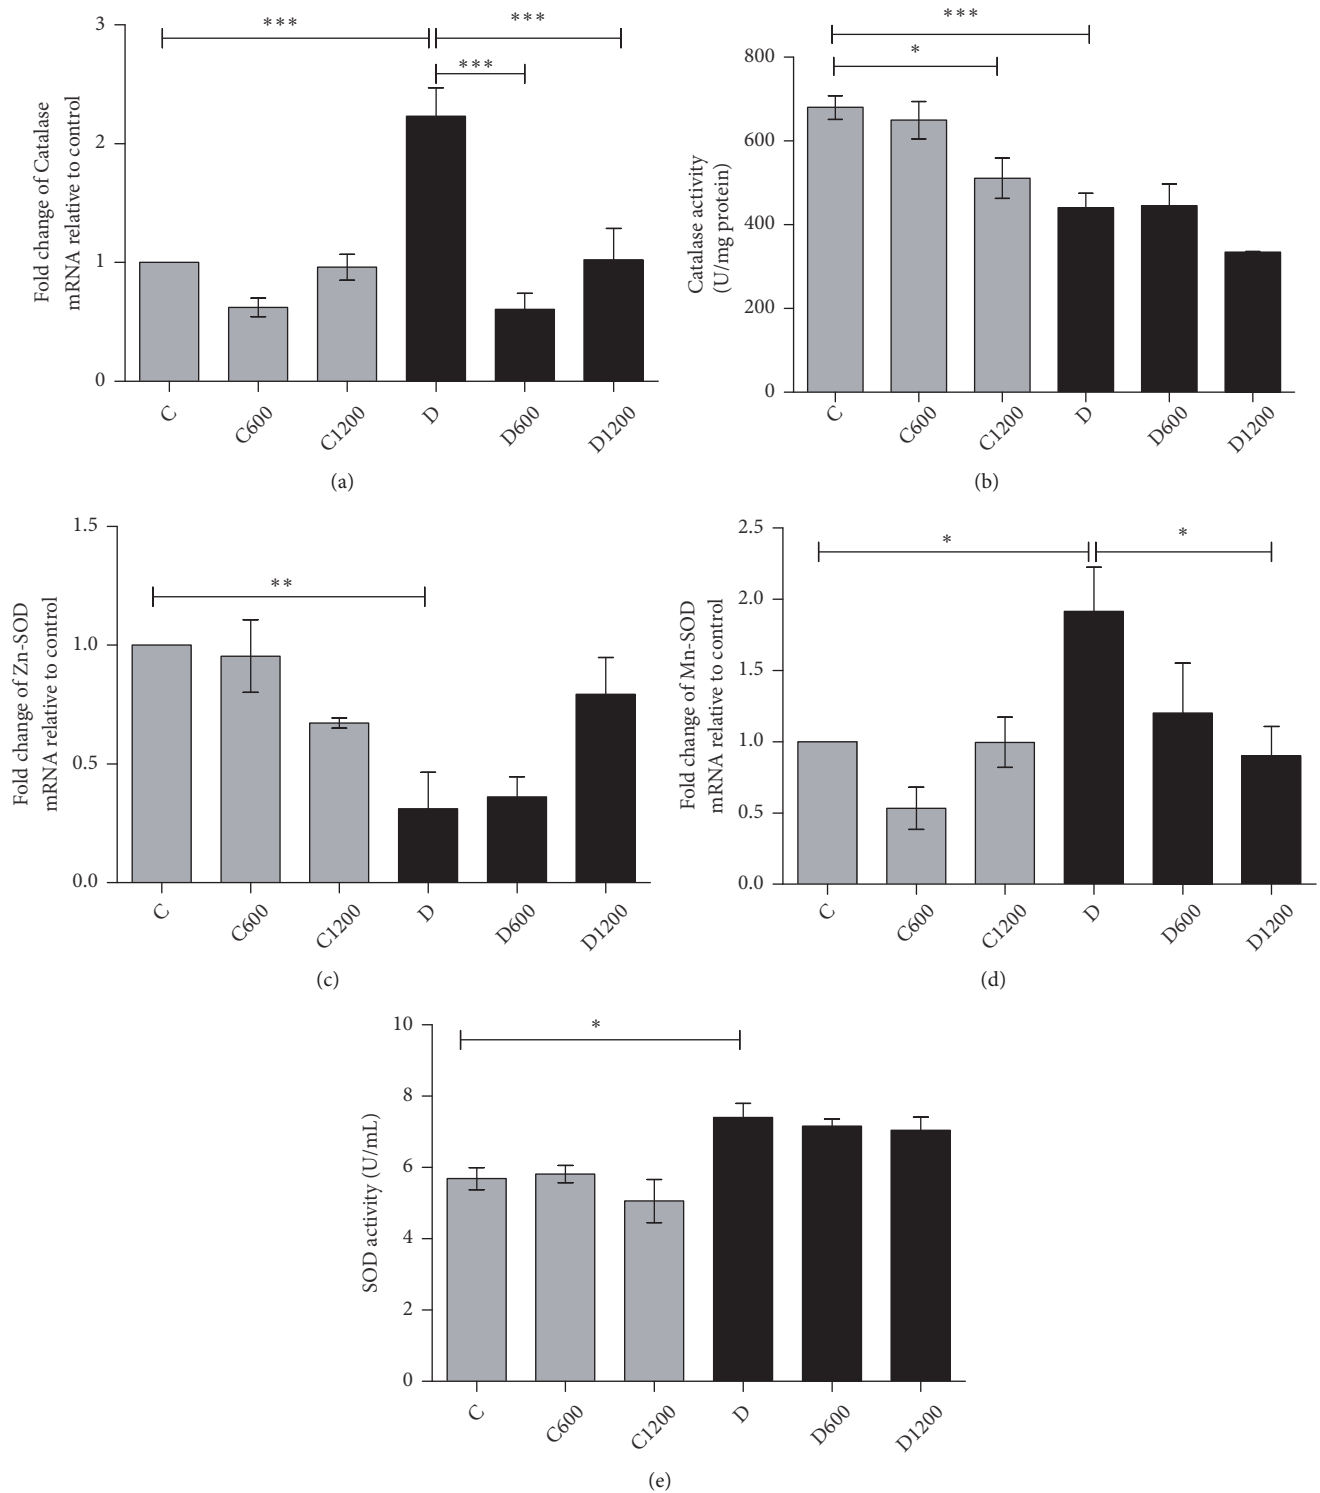 Fold change of Catalase
mRNA relative to control
3
2
1
0
***
***
***
C
C600
C1200
D
D600
D1200
(a)
Catalase activity
(U/mg protein)
800
600
400
200
0
***
*
C
C600
C1200
D
D600
D1200
(b)
Fold change of Zn-SOD
mRNA relative to control
1.5
1.0
0.5
0.0
**
C
C600
C1200
D
D600
D1200
(c)
Fold change of Mn-SOD
mRNA relative to control
2.5
2.0
1.5
1.0
0.5
0.0
*
*
C
C600
C1200
D
D600
D1200
(d)
SOD activity (U/mL)
10
8
6
4
2
0
*
C
C600
C1200
D
D600
D1200
(e)